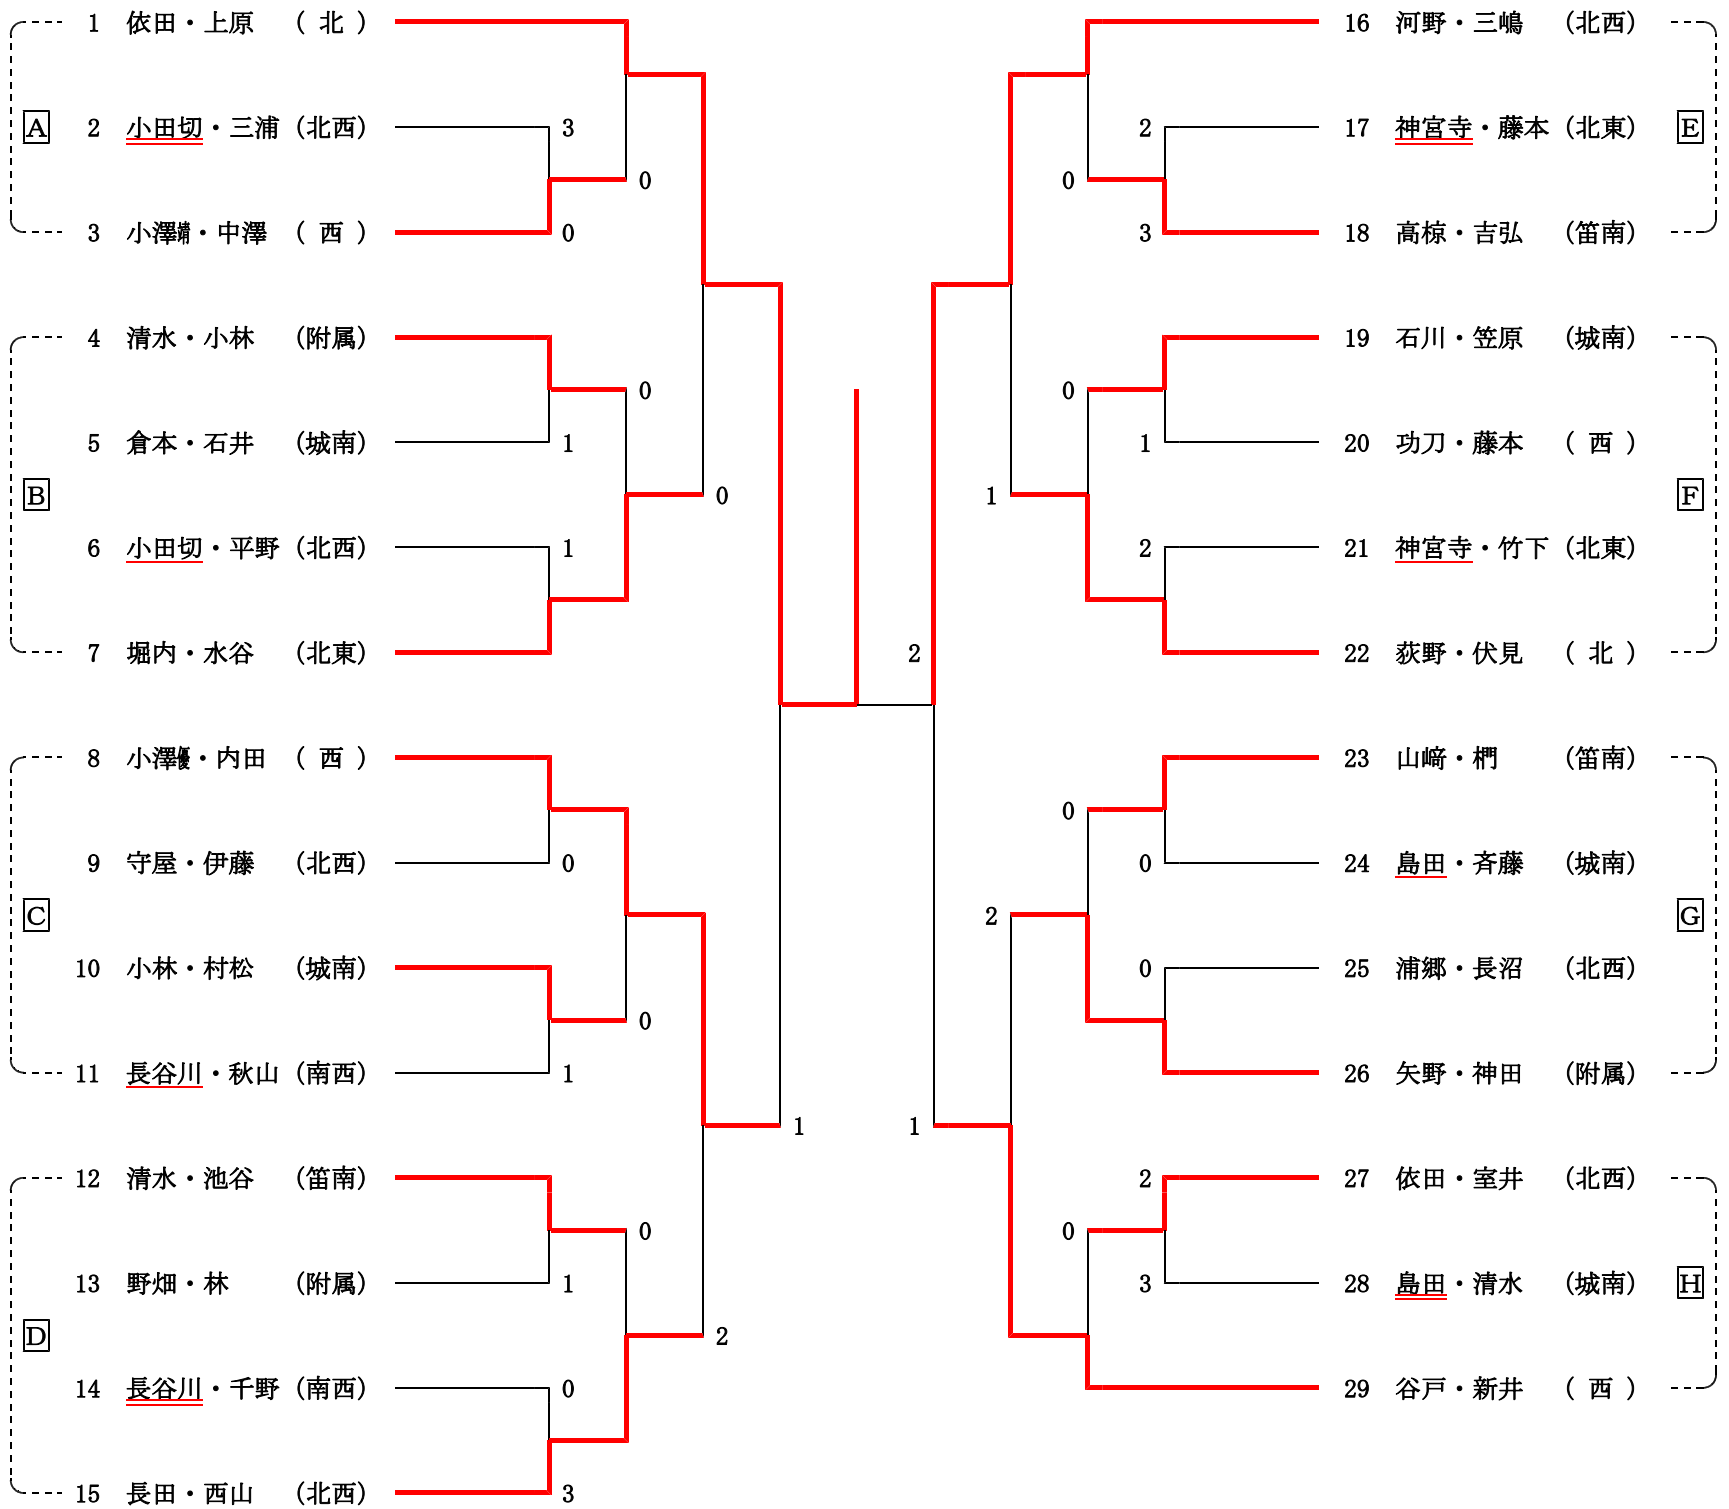 1 依田・上原 ( 北 )
A 2 小田切・三浦 (北西) 3
0
3 小澤晴・中澤 ( 西 ) 0
4 清水・小林 (附属)
0
5 倉本・石井 (城南) 1
B
0
6 小田切・平野 (北西) 1
7 堀内・水谷 (北東)
8 小澤優・内田 ( 西 )
9 守屋・伊藤 (北西) 0
C
10 小林・村松 (城南)
0
11 長谷川・秋山 (南西) 1
1
12 清水・池谷 (笛南)
0
13 野畑・林 (附属) 1
D
2
14 長谷川・千野 (南西) 0
15 長田・西山 (北西) 3
16 河野・三嶋 (北西)
2 17 神宮寺・藤本 (北東) E
0
3 18 高椋・吉弘 (笛南)
19 石川・笠原 (城南)
0
1 20 功刀・藤本 ( 西 )
1
F
2 21 神宮寺・竹下 (北東)
2
22 荻野・伏見 ( 北 )
23 山﨑・椚 (笛南)
0
0 24 島田・斉藤 (城南)
2
G
0 25 浦郷・長沼 (北西)
26 矢野・神田 (附属)
1
2 27 依田・室井 (北西)
0
3 28 島田・清水 (城南) H
29 谷戸・新井 ( 西 )